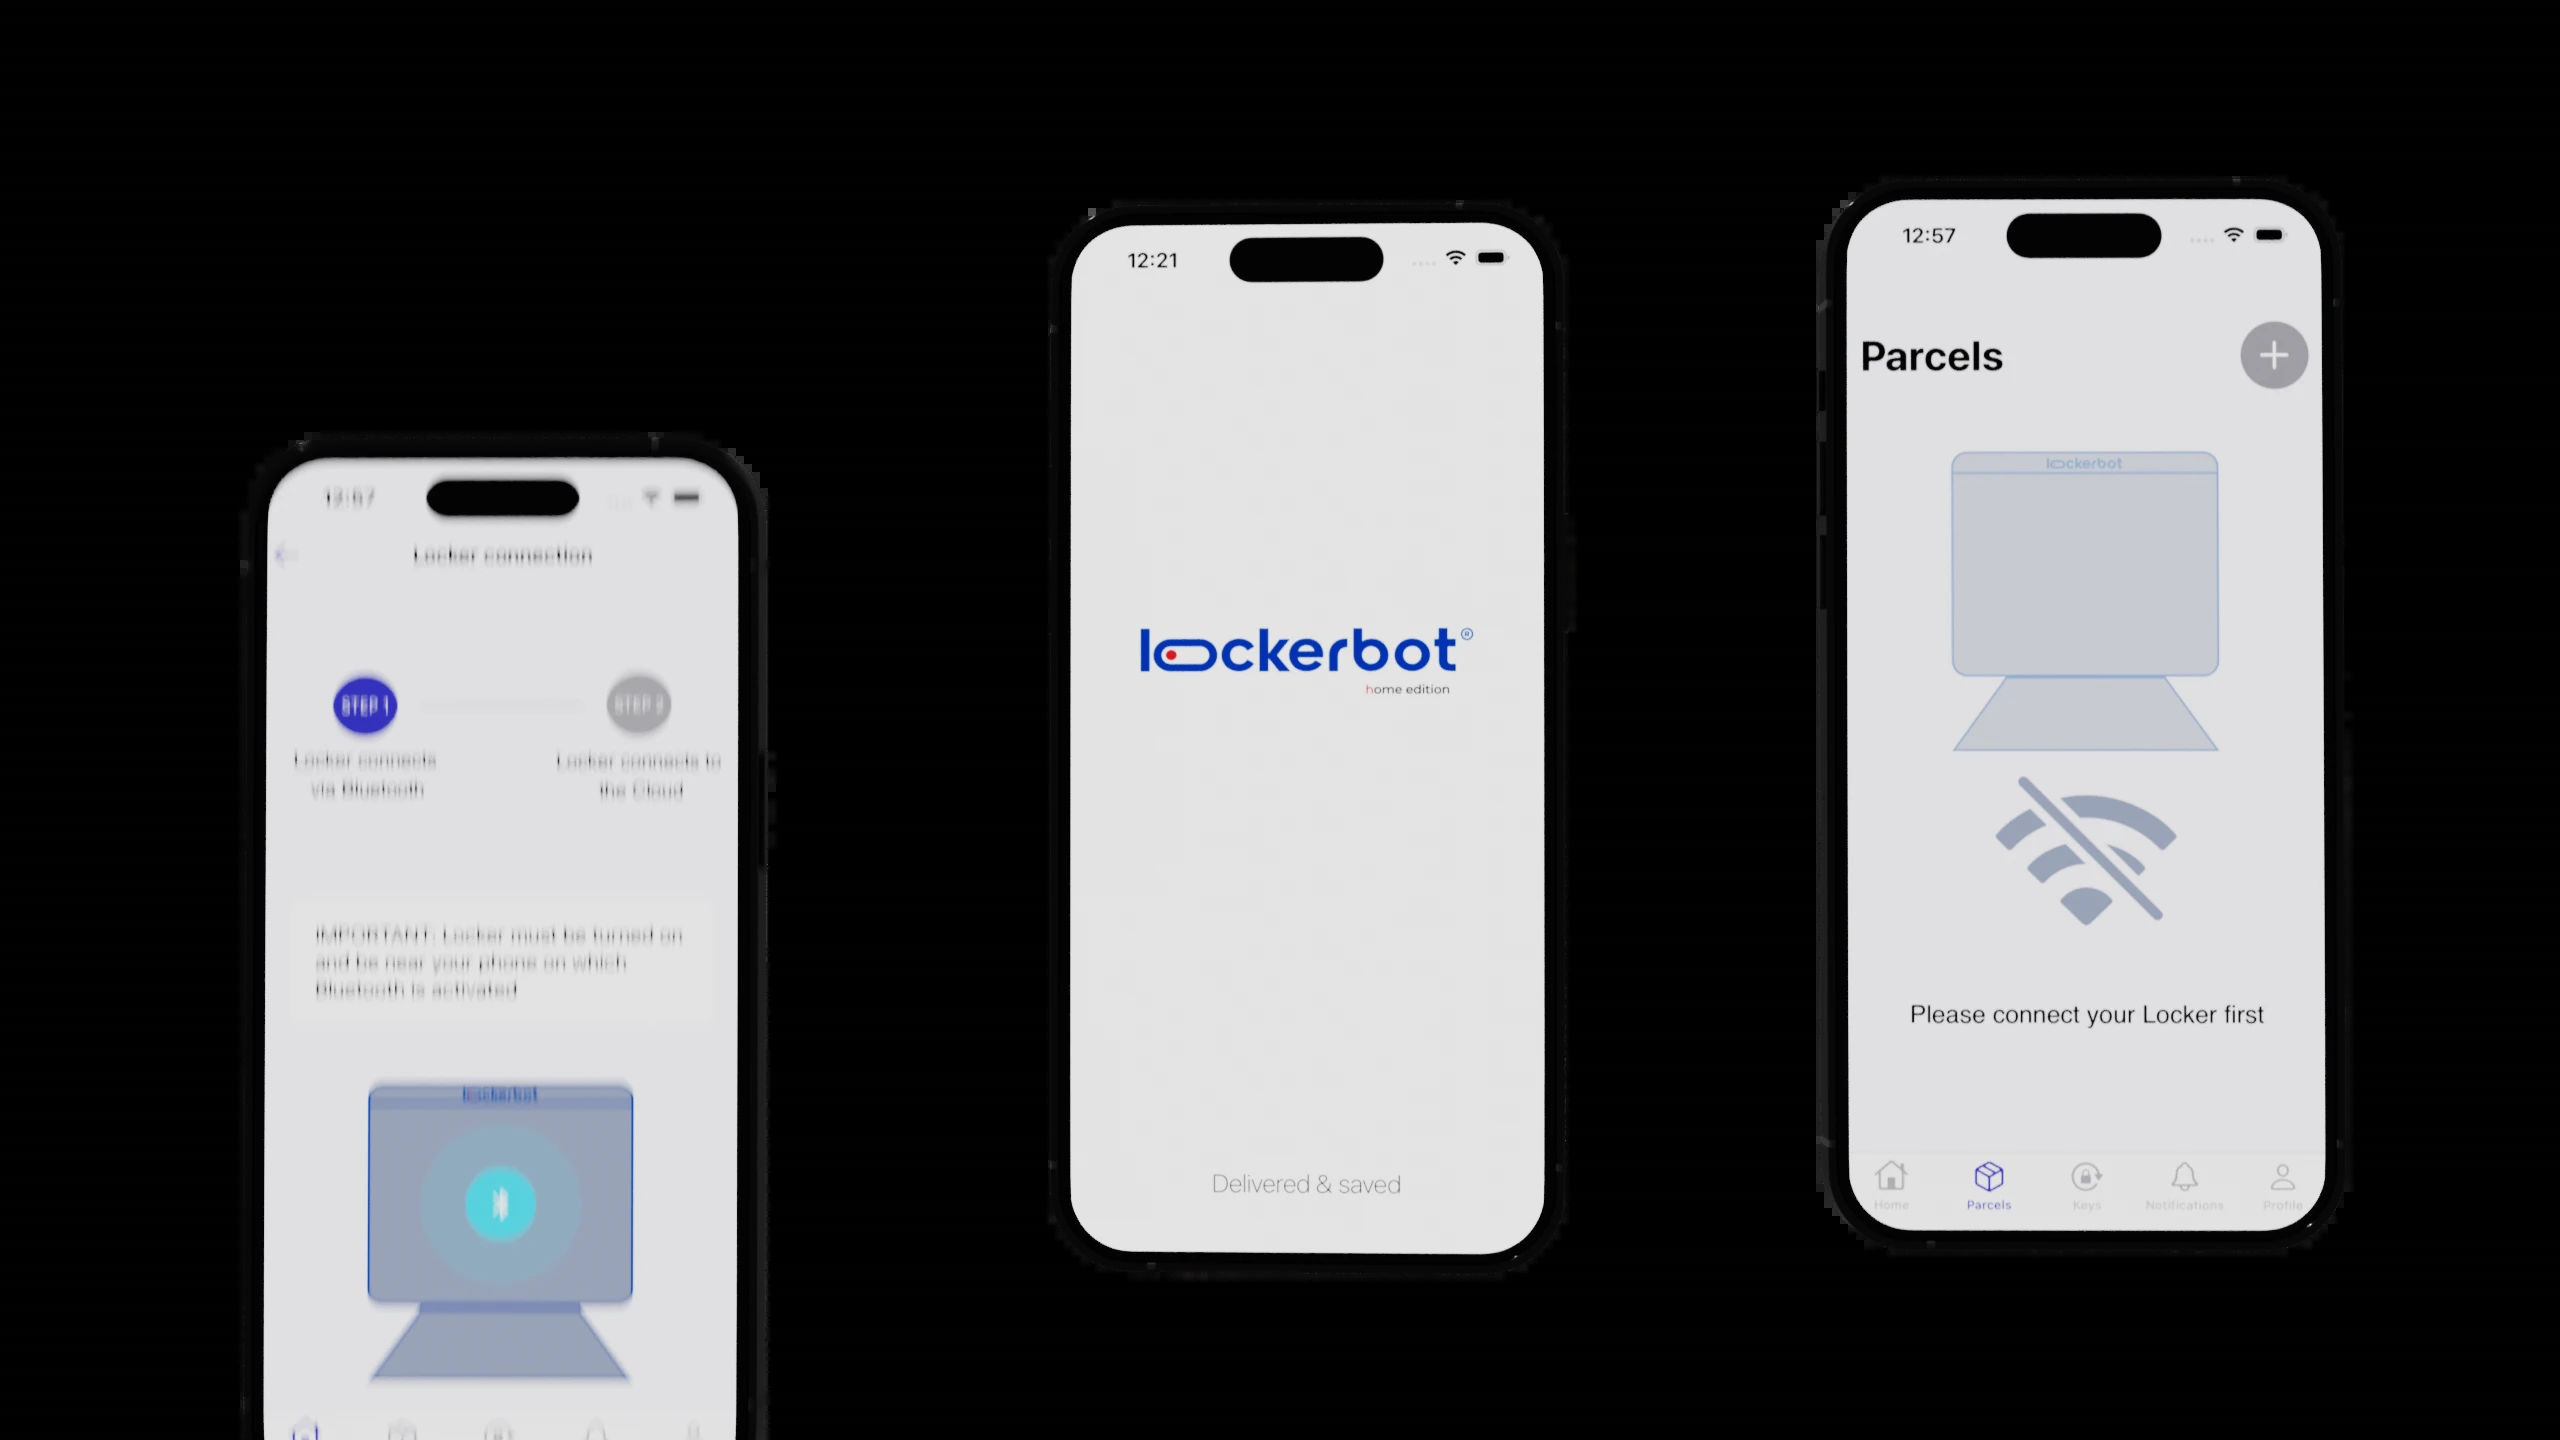 12:57
Locker connection
STEP 1
STEP 2
Locker connects
via Bluetooth
Locker connects to
the Cloud
IMPORTANT: Locker must be turned on
and be near your phone on which
Bluetooth is activated
lockerbot
12:21
lockerbot®
home edition
Delivered & saved
12:57
Parcels
lockerbot
Please connect your Locker first
Home
Parcels
Keys
Notifications
Profile